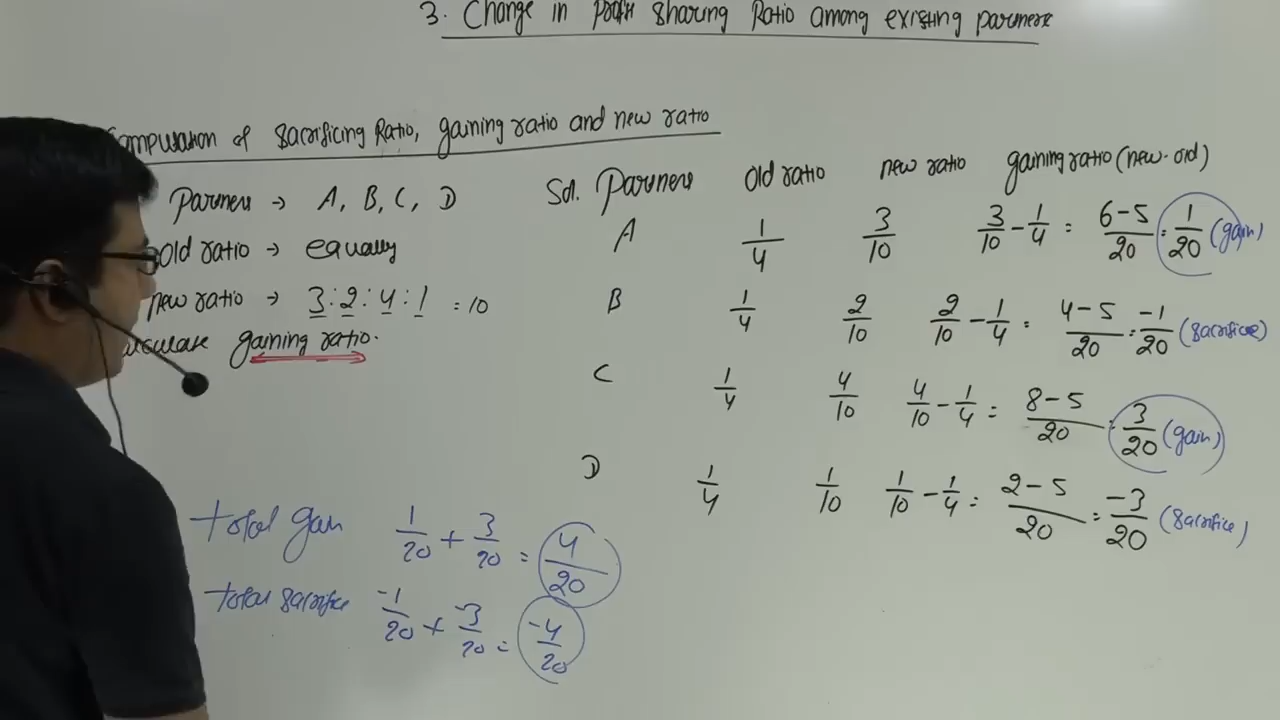 3. Change in Profit Sharing Ratio among existing partners
Computation of Sacrificing Ratio, gaining ratio and new ratio
Partners → A, B, C, D
old ratio → equally
new ratio → 3:2:4:1 = 10
calculate gaining ratio.
Sol. Partners old ratio new ratio gaining ratio (new-old)
A 1/4 3/10 3/10 - 1/4 = 6-5/20 = 1/20 (gain)
B 1/4 2/10 2/10 - 1/4 = 4-5/20 = -1/20 (Sacrifice)
C 1/4 4/10 4/10 - 1/4 = 8-5/20 = 3/20 (gain)
D 1/4 1/10 1/10 - 1/4 = 2-5/20 = -3/20 (Sacrifice)
total gain 1/20 + 3/20 = 4/20
total sacrifice -1/20 + -3/20 = -4/20